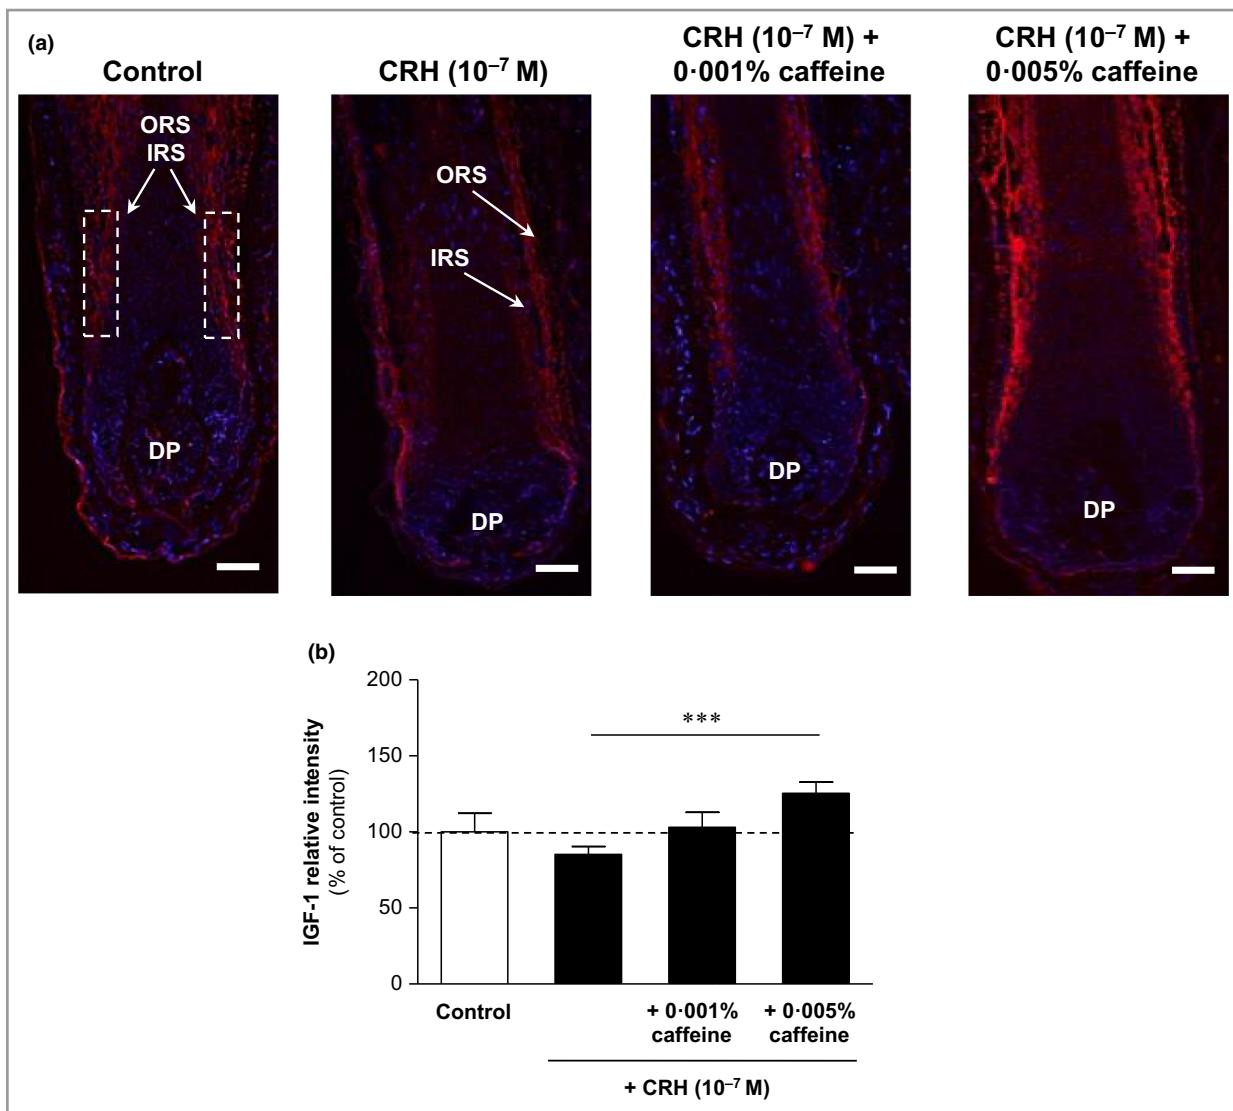 (a)
Control
CRH (10⁻⁷ M)
CRH (10⁻⁷ M) +
0·001% caffeine
CRH (10⁻⁷ M) +
0·005% caffeine
ORS
IRS
DP
ORS
IRS
DP
DP
DP
(b)
IGF-1 relative intensity
(% of control)
200
150
100
50
0
***
Control
+ 0·001%
caffeine
+ 0·005%
caffeine
+ CRH (10⁻⁷ M)